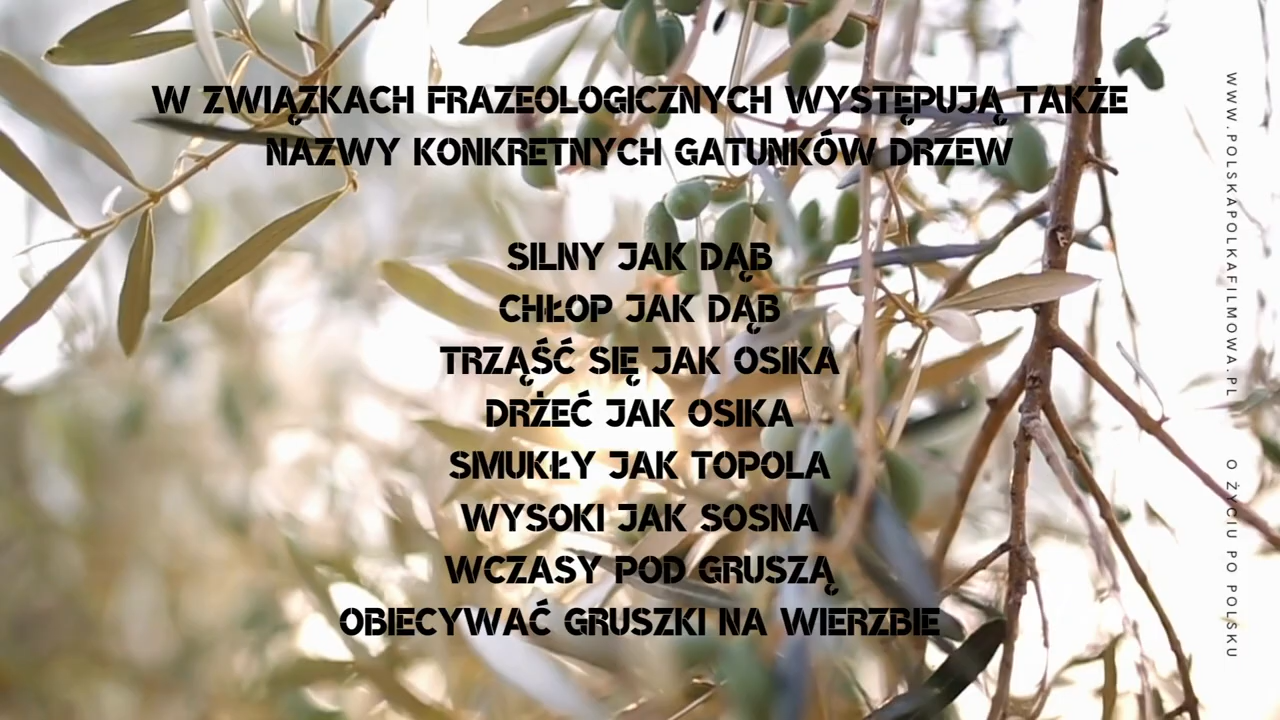 W ZWIĄZKACH FRAZEOLOGICZNYCH WYSTĘPUJĄ TAKŻE
NAZWY KONKRETNYCH GATUNKÓW DRZEW
SILNY JAK DĄB
CHŁOP JAK DĄB
TRZĄŚĆ SIĘ JAK OSIKA
DRŻEĆ JAK OSIKA
SMUKŁY JAK TOPOLA
WYSOKI JAK SOSNA
WCZASY POD GRUSZĄ
OBIECYWAĆ GRUSZKI NA WIERZBIE
WWW.POLSKAPOLKAFILMOWA.PL O ŻYCIU PO POLSKU